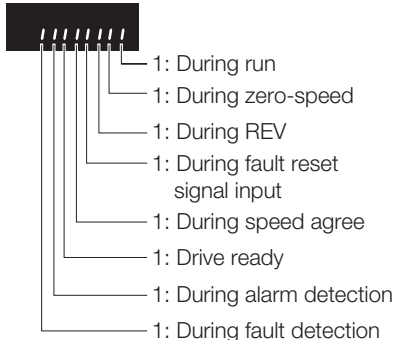 11111111
1: During run
1: During zero-speed
1: During REV
1: During fault reset
signal input
1: During speed agree
1: Drive ready
1: During alarm detection
1: During fault detection